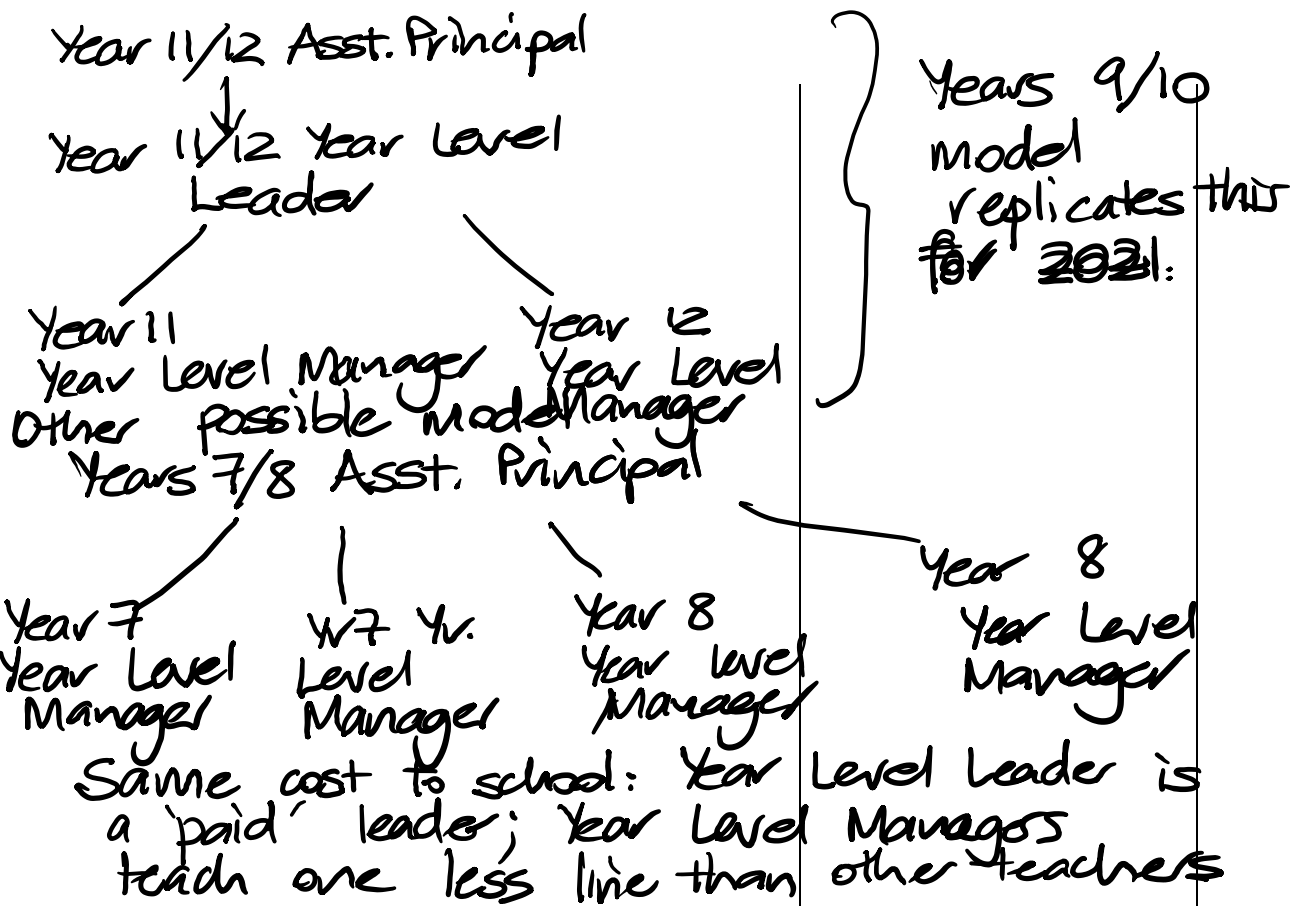 Year 11/12 Asst. Principal
Year 11/12 Year Level
Leader
Years 9/10
model
replicates this
for 2021.
Year 11
Year Level Manager
Year 12
Year Level
Manager
Other possible model
Years 7/8 Asst. Principal
Year 7
Year Level
Manager
Yr7 Yr.
Level
Manager
Year 8
Year Level
Manager
Year 8
Year Level
Manager
Same cost to school: Year Level Leader is
a 'paid' leader; Year Level Managers
teach one less line than other teachers